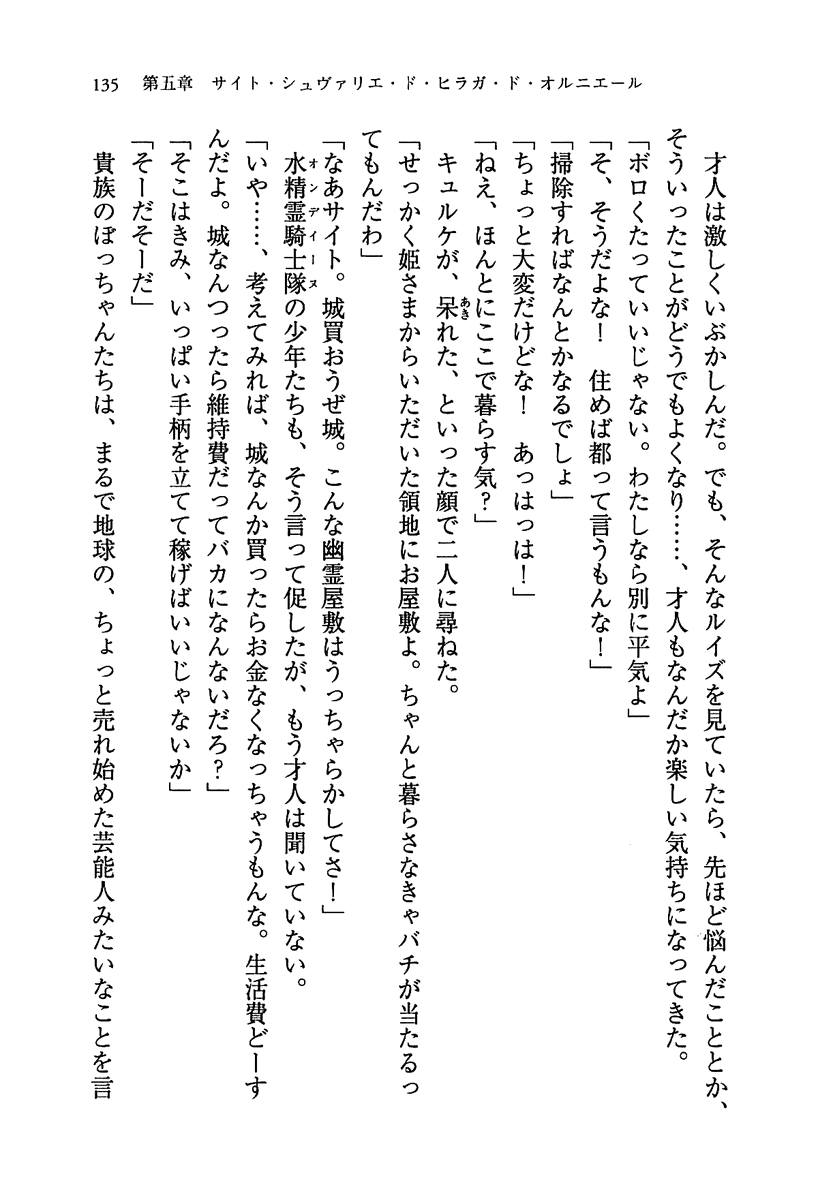 135　第五章　サイト・シュヴァリエ・ド・ヒラガ・ド・オルニエール
　才人は激しくいぶかしんだ。でも、そんなルイズを見ていたら、先ほど悩んだこととか、
そういったことがどうでもよくなり……、才人もなんだか楽しい気持ちになってきた。
「ボロくたっていいじゃない。わたしなら別に平気よ」
「そ、そうだよな！　住めば都って言うもんな！」
「掃除すればなんとかなるでしょ」
「ちょっと大変だけどな！　あっはっは！」
「ねえ、ほんとにここで暮らす気？」
　キュルケが、呆れた、といった顔で二人に尋ねた。
あき
「せっかく姫さまからいただいた領地にお屋敷よ。ちゃんと暮らさなきゃバチが当たるっ
てもんだわ」
「なあサイト。城買おうぜ城。こんな幽霊屋敷はうっちゃらかしてさ！」
　水精霊騎士隊の少年たちも、そう言って促したが、もう才人は聞いていない。
オンディーヌ
「いや……、考えてみれば、城なんか買ったらお金なくなっちゃうもんな。生活費どーす
んだよ。城なんつったら維持費だってバカになんないだろ？」
「そこはきみ、いっぱい手柄を立てて稼げばいいじゃないか」
「そーだそーだ」
　貴族のぼっちゃんたちは、まるで地球の、ちょっと売れ始めた芸能人みたいなことを言